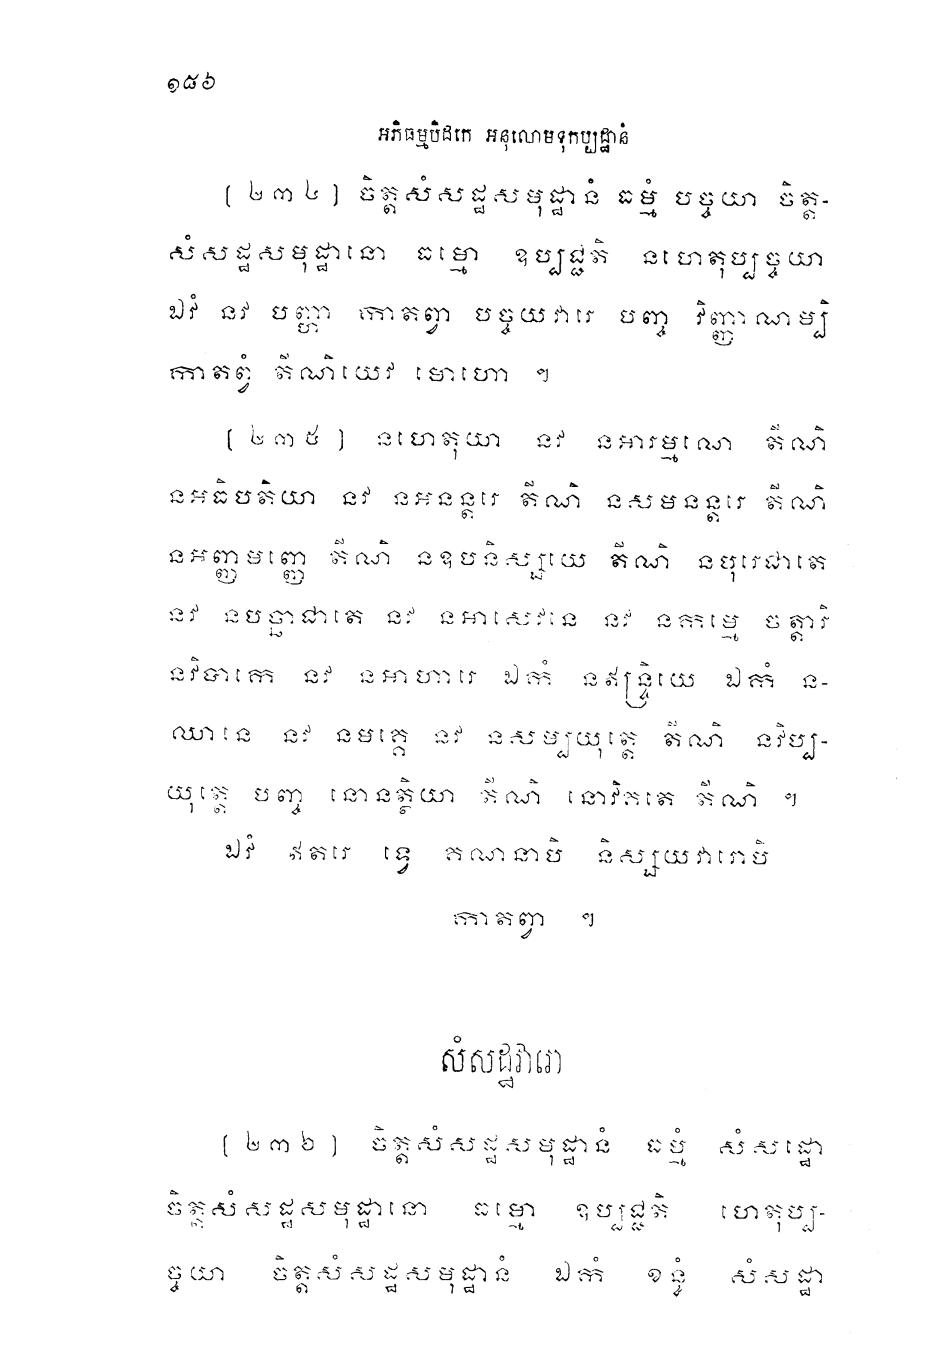 ១៥៦
អភិធម្មបិដកេ អនុលោមទុកប្បដ្ឋានំ
[ ២៣៤ ] ចិត្តសំសដ្ឋសមុដ្ឋានំ ធម្មំ បច្ចយា ចិត្ត-
សំសដ្ឋសមុដ្ឋានោ ធម្មោ ឧប្បជ្ជតិ នហេតុប្បច្ចយា
ឯវំ នវ បញ្ហា កាតព្វា បច្ចយវារេ បញ្ច វិញ្ញាណម្បិ
កាតព្វំ តីណិយេវ មោហោ ។
[ ២៣៥ ] នហេតុយា នវ នអារម្មណេ តីណិ
នអធិបតិយា នវ នអនន្តរេ តីណិ នសមនន្តរេ តីណិ
នអញ្ញមញ្ញេ តីណិ នឧបនិស្សយេ តីណិ នបុរេជាតេ
នវ នបច្ឆាជាតេ នវ នអាសេវនេ នវ នកម្មេ ចត្តារិ
នវិបាកេ នវ នអាហារេ ឯកំ នឥន្ទ្រិយេ ឯកំ ន-
ឈានេ នវ នមគ្គេ នវ នសម្បយុត្តេ តីណិ នវិប្ប-
យុត្តេ បញ្ច នោនត្ថិយា តីណិ នោវិគតេ តីណិ ។
ឯវំ ឥតរេ ទ្វេ គណនាបិ និស្សយវារោបិ
កាតព្វា ។
សំសដ្ឋវារោ
[ ២៣៦ ] ចិត្តសំសដ្ឋសមុដ្ឋានំ ធម្មំ សំសដ្ឋោ
ចិត្តសំសដ្ឋសមុដ្ឋានោ ធម្មោ ឧប្បជ្ជតិ ហេតុប្ប-
ច្ចយា ចិត្តសំសដ្ឋសមុដ្ឋានំ ឯកំ ខន្ធំ សំសដ្ឋា